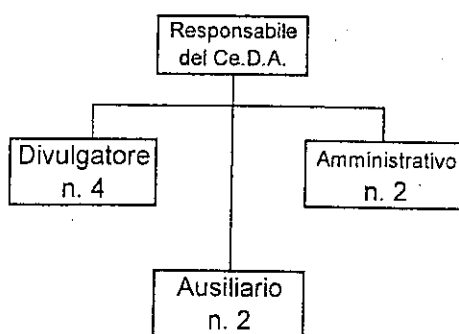 Responsabile
del Ce.D.A.
Divulgatore
n. 4
Amministrativo
n. 2
Ausiliario
n. 2